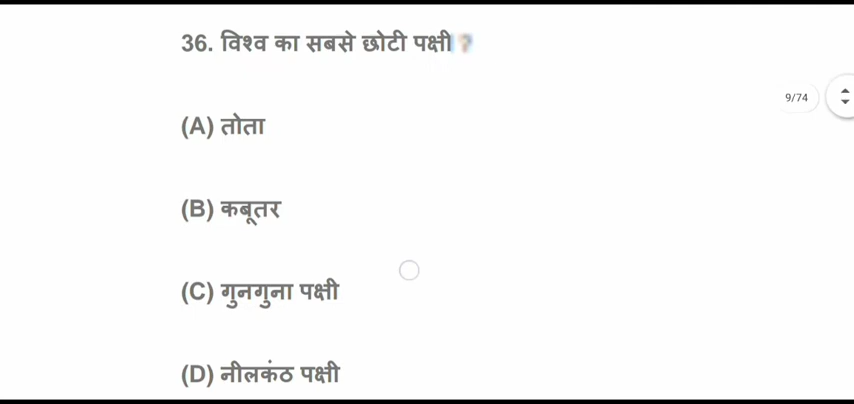 36. विश्व का सबसे छोटी पक्षी ?
9/74
(A) तोता
(B) कबूतर
(C) गुनगुना पक्षी
(D) नीलकंठ पक्षी